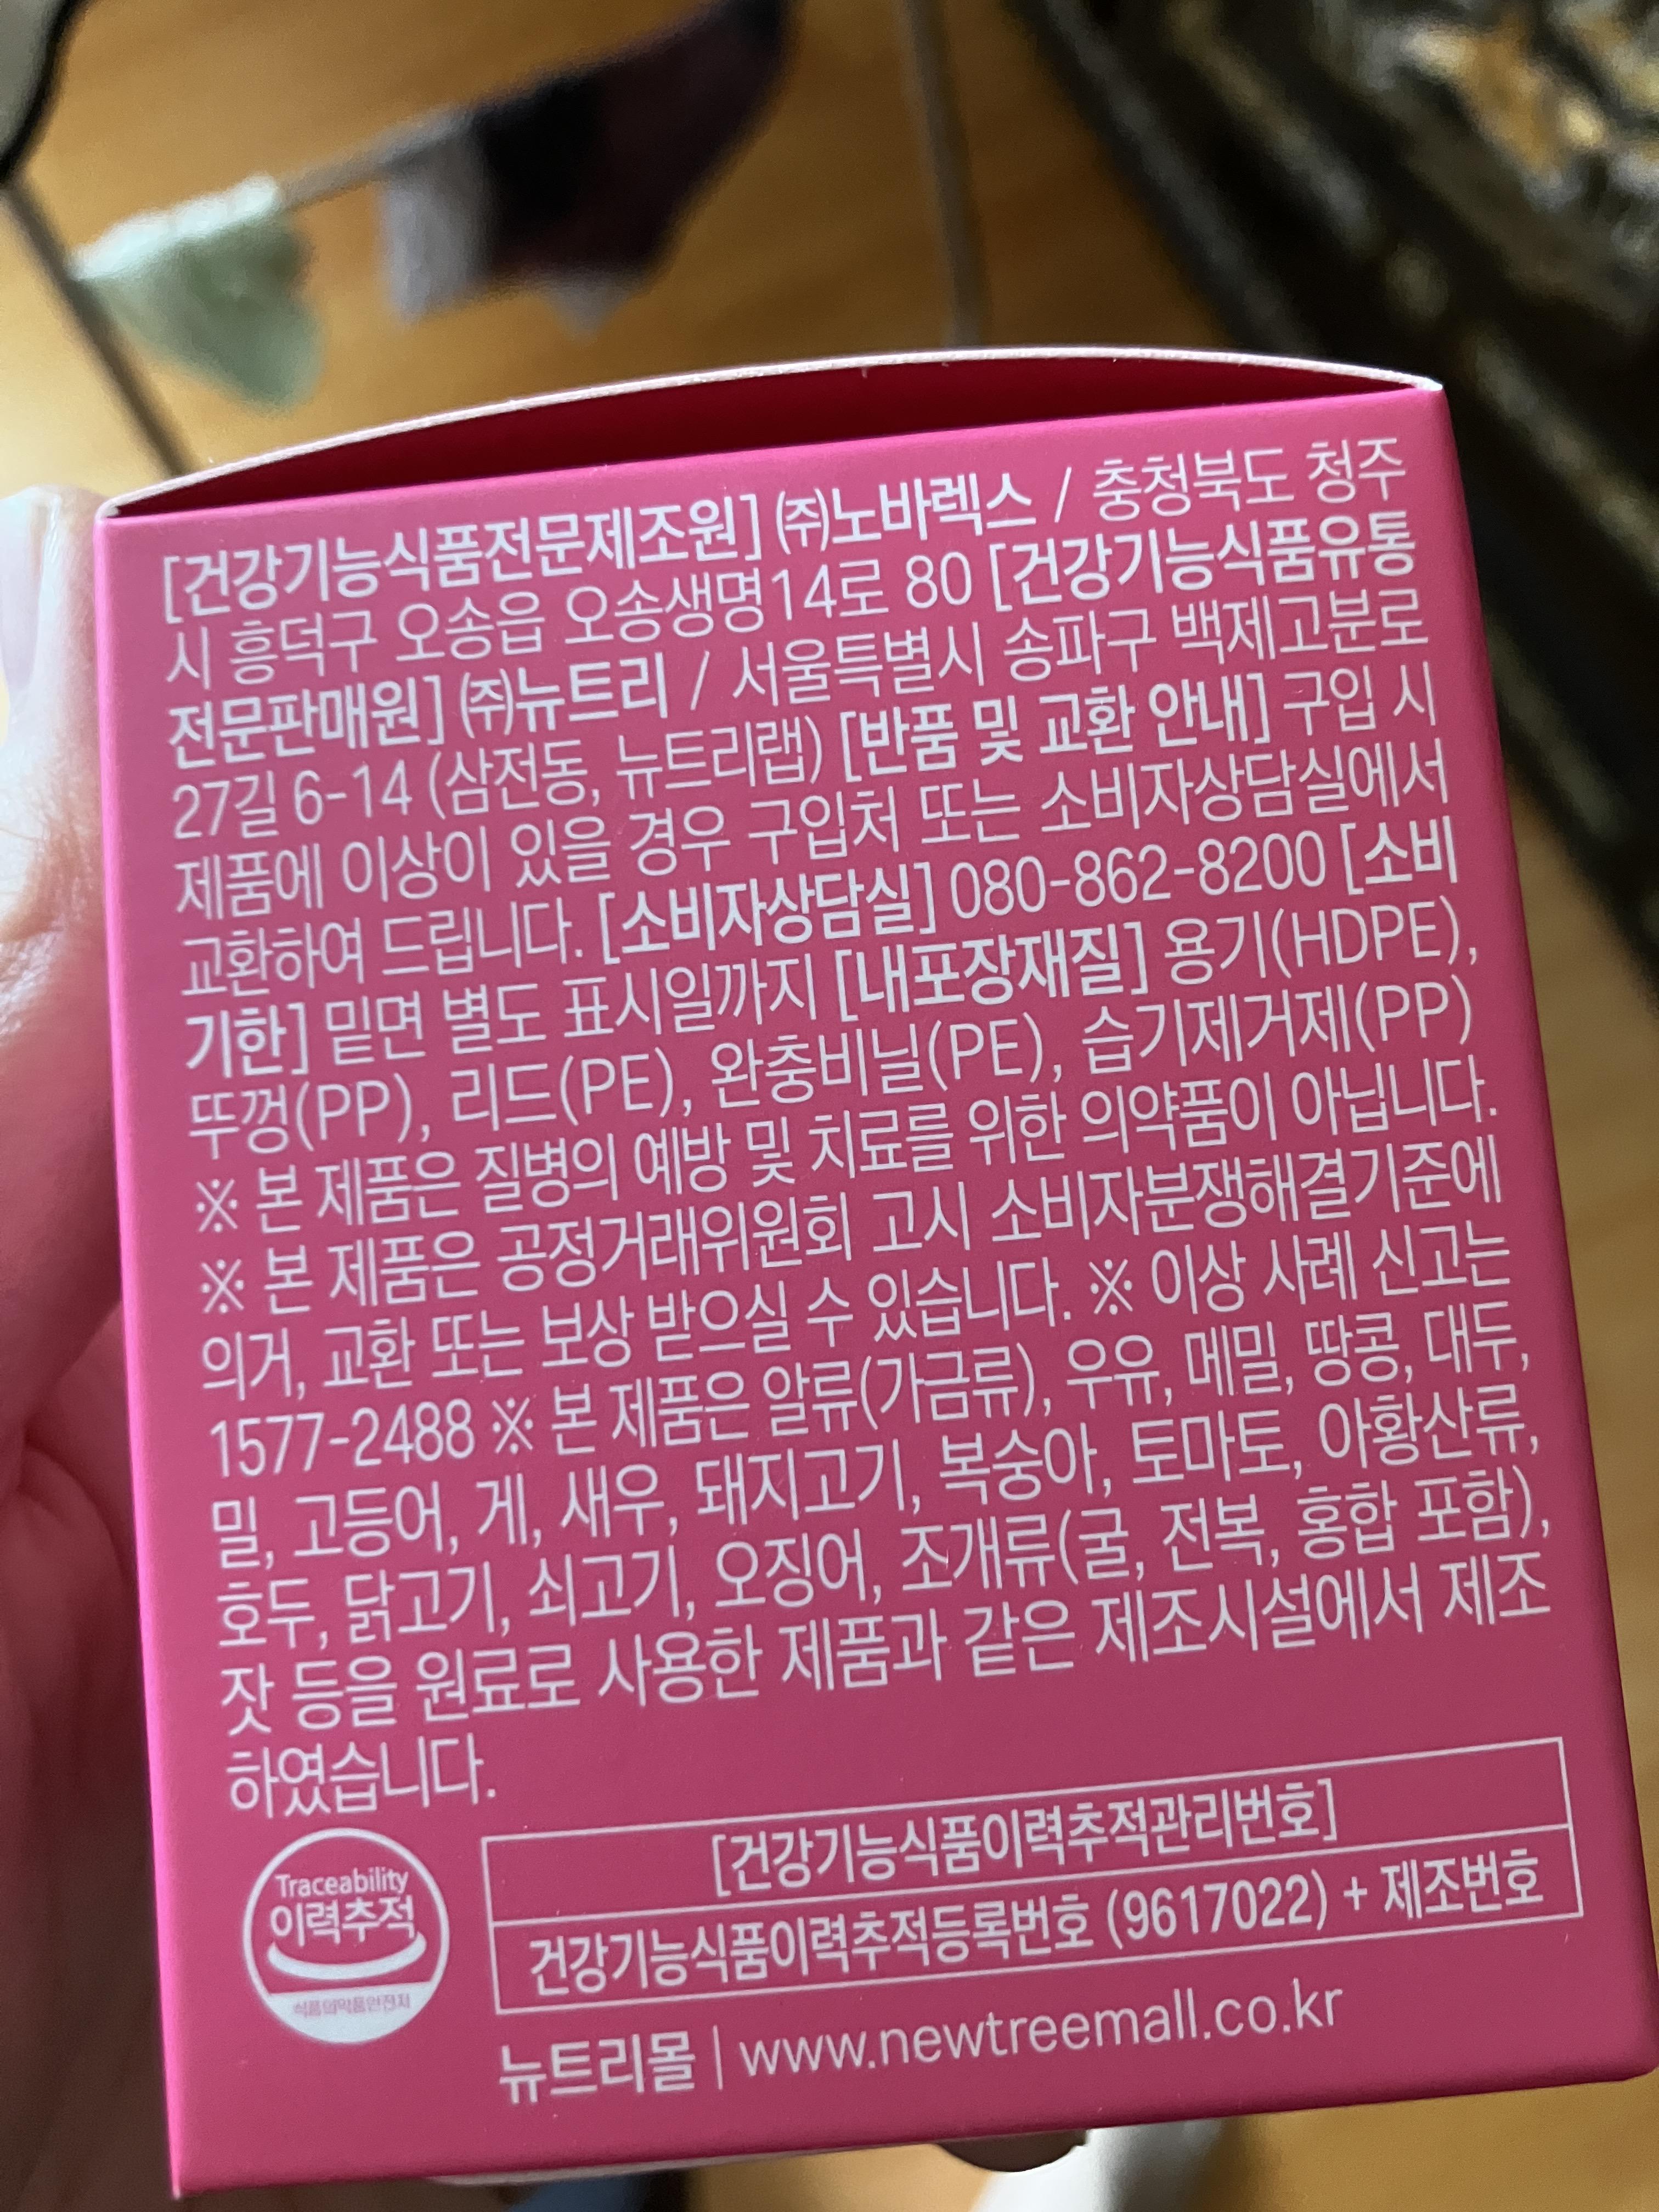 [건강기능식품전문제조원] ㈜노바렉스 / 충청북도 청주
시 흥덕구 오송읍 오송생명14로 80 [건강기능식품유통
전문판매원] ㈜뉴트리 / 서울특별시 송파구 백제고분로
27길 6-14 (삼전동, 뉴트리랩) [반품 및 교환 안내] 구입 시
제품에 이상이 있을 경우 구입처 또는 소비자상담실에서
교환하여 드립니다. [소비자상담실] 080-862-8200 [소비
기한] 밑면 별도 표시일까지 [내포장재질] 용기(HDPE),
뚜껑(PP), 리드(PE), 완충비닐(PE), 습기제거제(PP)
※ 본 제품은 질병의 예방 및 치료를 위한 의약품이 아닙니다.
※ 본 제품은 공정거래위원회 고시 소비자분쟁해결기준에
의거, 교환 또는 보상 받으실 수 있습니다. ※ 이상 사례 신고는
1577-2488 ※ 본 제품은 알류(가금류), 우유, 메밀, 땅콩, 대두,
밀, 고등어, 게, 새우, 돼지고기, 복숭아, 토마토, 아황산류,
호두, 닭고기, 쇠고기, 오징어, 조개류(굴, 전복, 홍합 포함),
잣 등을 원료로 사용한 제품과 같은 제조시설에서 제조
하였습니다.
Traceability
이력추적
식품의약품안전처
[건강기능식품이력추적관리번호]
건강기능식품이력추적등록번호 (9617022) + 제조번호
뉴트리몰 | www.newtreemall.co.kr